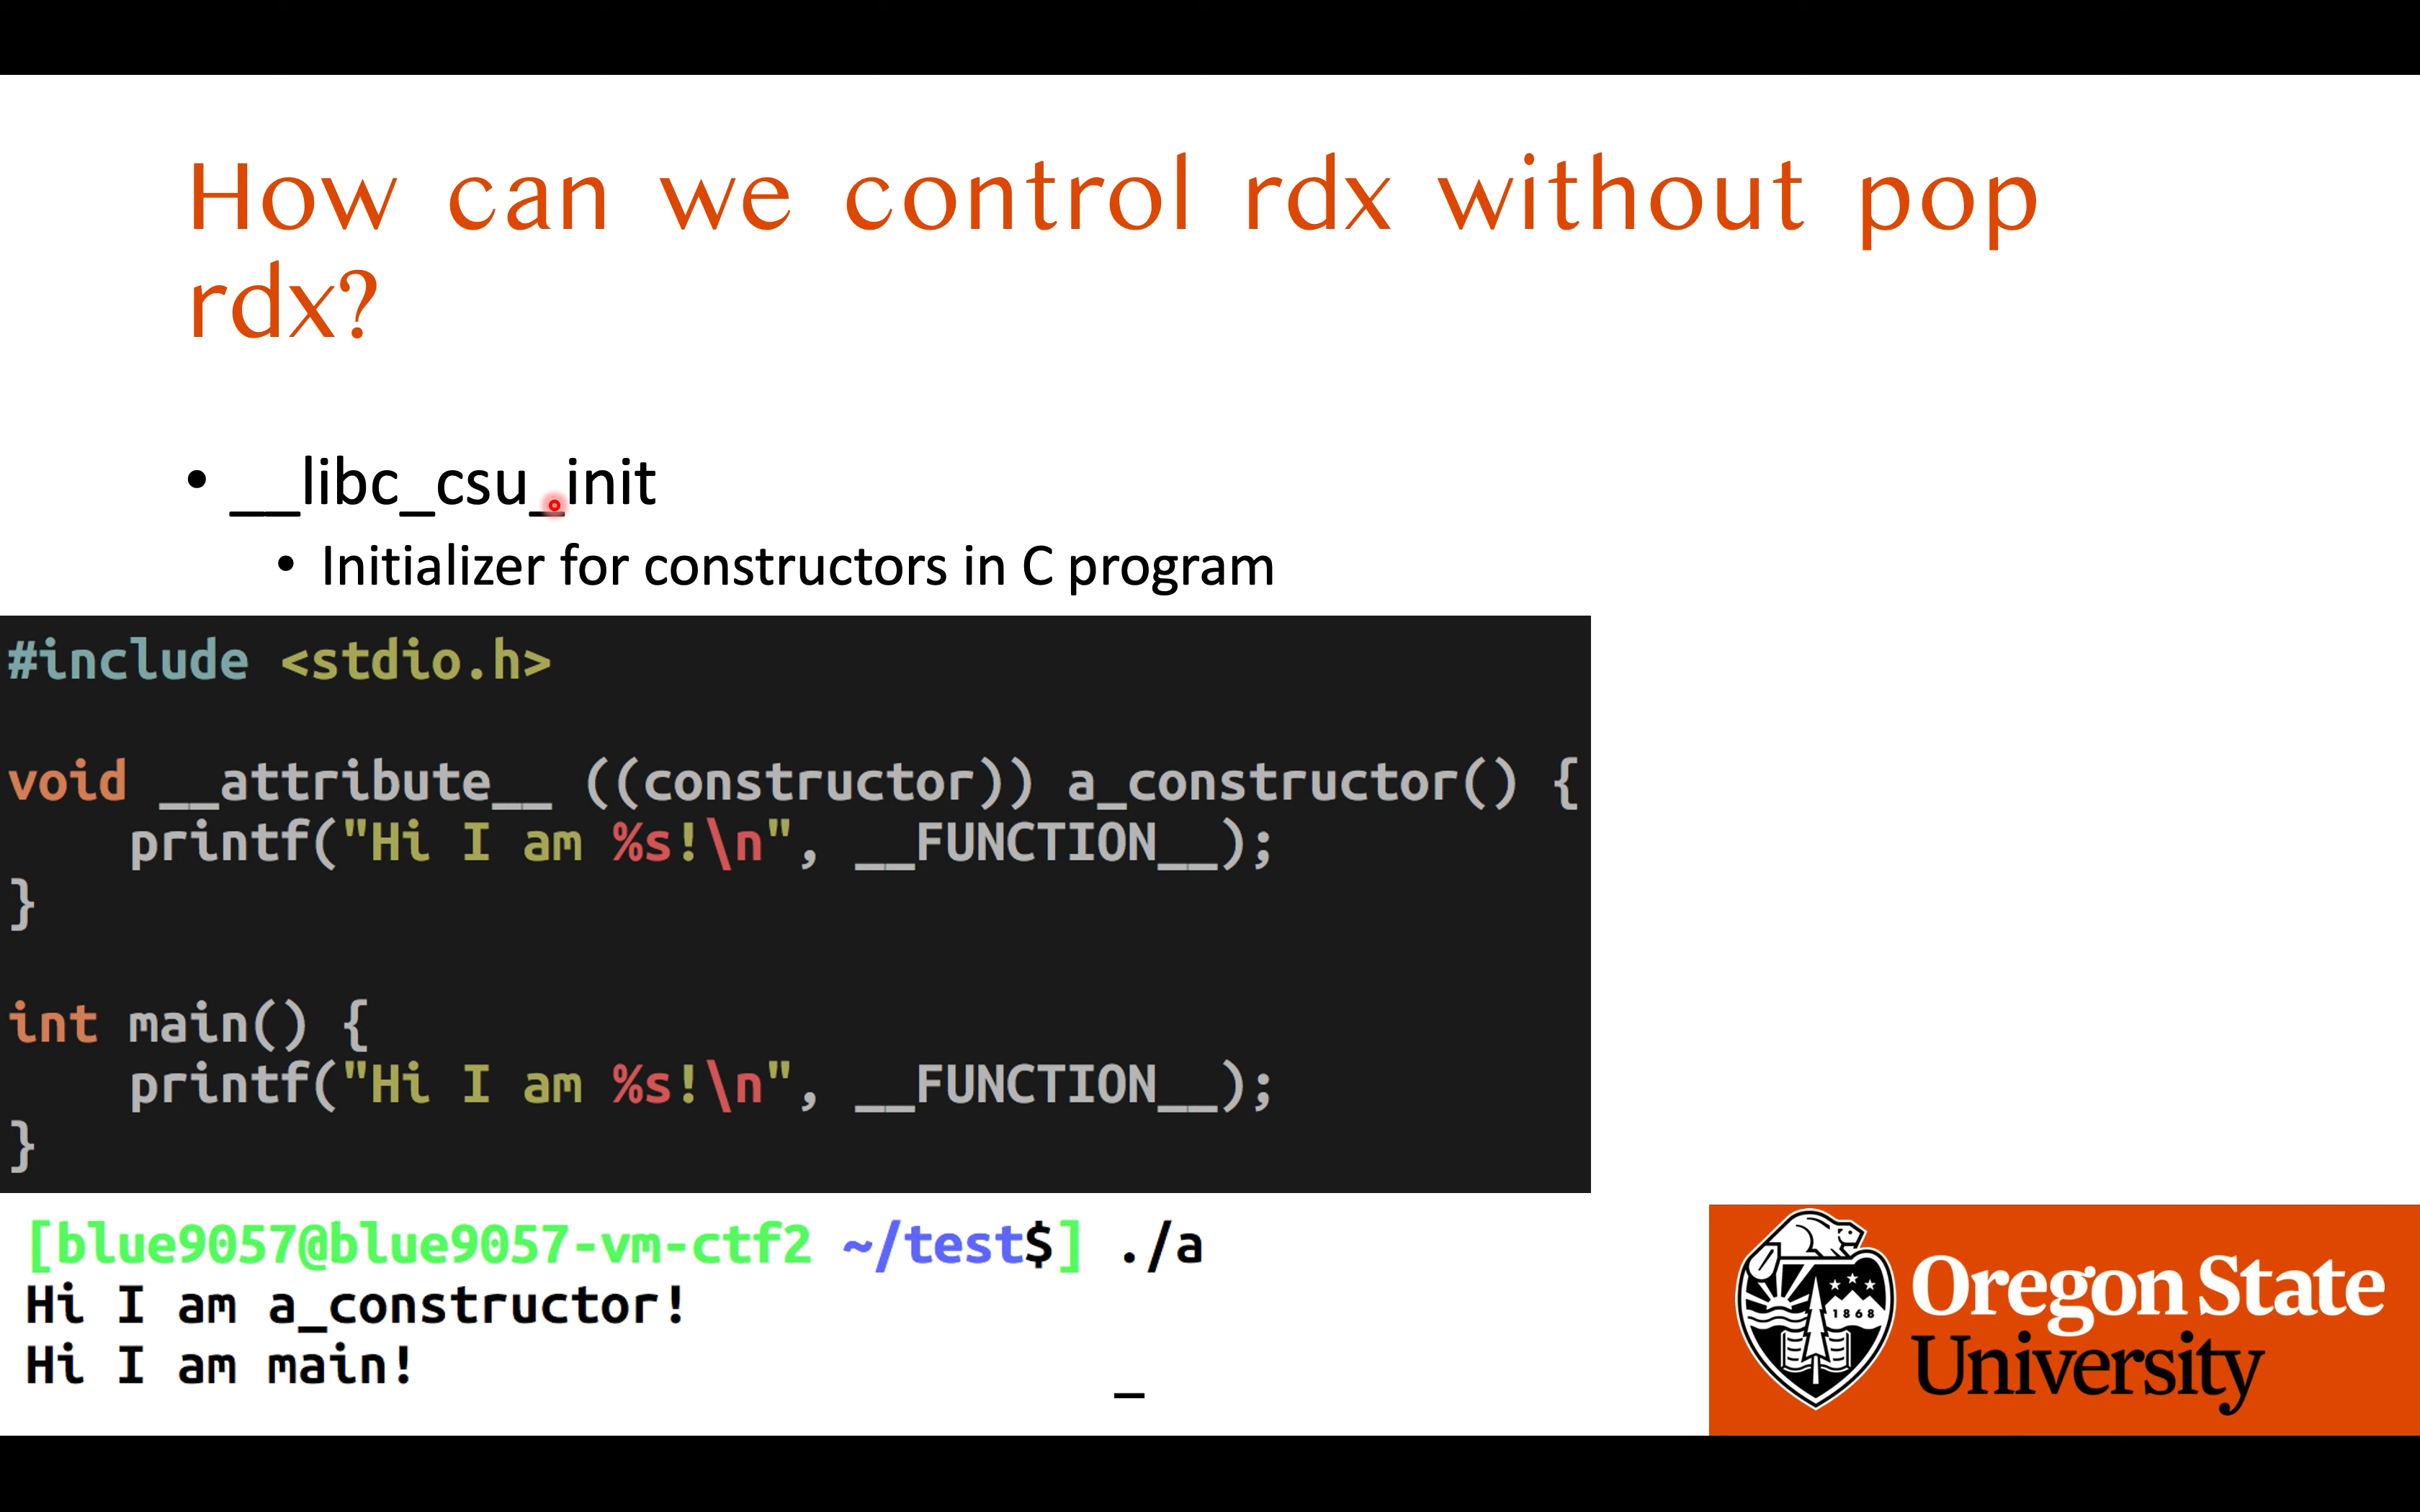 How can we control rdx without pop
rdx?
• __libc_csu_init
• Initializer for constructors in C program
#include <stdio.h>
void __attribute__ ((constructor)) a_constructor() {
    printf("Hi I am %s!\n", __FUNCTION__);
}
int main() {
    printf("Hi I am %s!\n", __FUNCTION__);
}
[blue9057@blue9057-vm-ctf2 ~/test$] ./a
Hi I am a_constructor!
Hi I am main!
_
1868
Oregon State
University